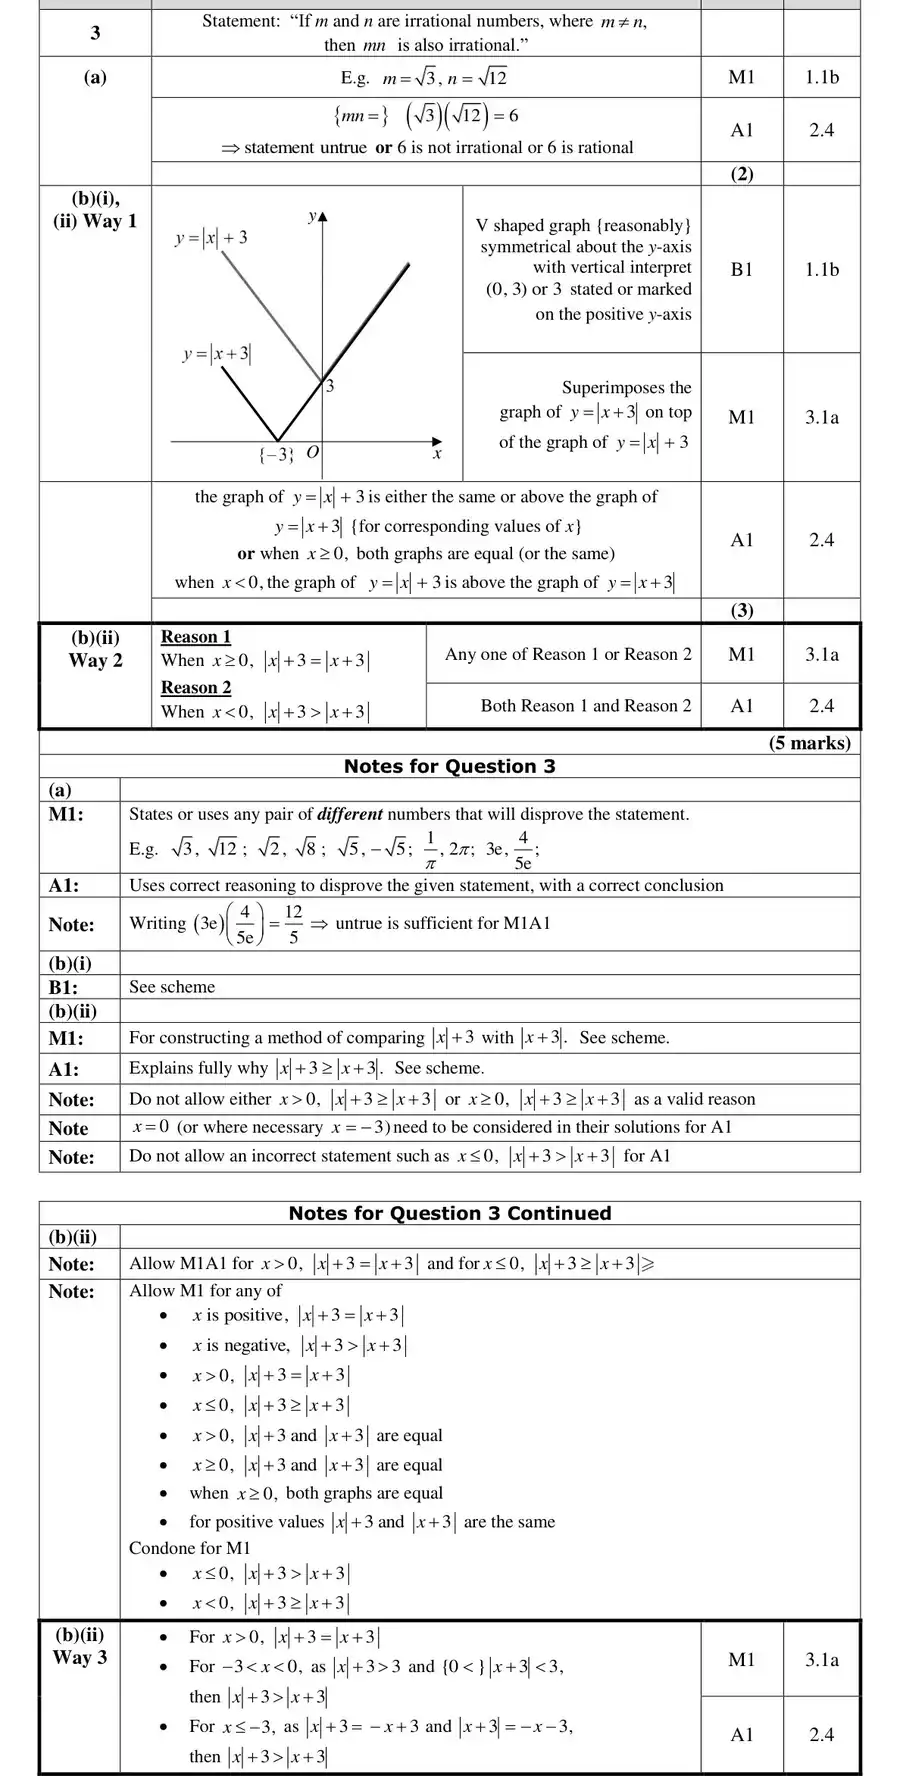 3
Statement: “If m and n are irrational numbers, where m ≠ n,
then mn is also irrational.”
(a)
E.g. m = √3, n = √12
M1
1.1b
{mn =} (√3)(√12) = 6
⇒ statement untrue or 6 is not irrational or 6 is rational
A1
2.4
(2)
(b)(i),
(ii) Way 1
y
y = |x| + 3
y = |x + 3|
3
{−3}
O
x
V shaped graph {reasonably}
symmetrical about the y-axis
with vertical interpret
(0, 3) or 3 stated or marked
on the positive y-axis
B1
1.1b
Superimposes the
graph of y = |x + 3| on top
of the graph of y = |x| + 3
M1
3.1a
the graph of y = |x| + 3 is either the same or above the graph of
y = |x + 3| {for corresponding values of x}
or when x ≥ 0, both graphs are equal (or the same)
when x < 0, the graph of y = |x| + 3 is above the graph of y = |x + 3|
A1
2.4
(3)
(b)(ii)
Way 2
Reason 1
When x ≥ 0, |x| + 3 = |x + 3|
Any one of Reason 1 or Reason 2
M1
3.1a
Reason 2
When x < 0, |x| + 3 > |x + 3|
Both Reason 1 and Reason 2
A1
2.4
(5 marks)
Notes for Question 3
(a)
M1:
States or uses any pair of different numbers that will disprove the statement.
E.g. √3, √12; √2, √8; √5, −√5; 1/π, 2π; 3e, 4/5e;
A1:
Uses correct reasoning to disprove the given statement, with a correct conclusion
Note:
Writing (3e)(4/5e) = 12/5 ⇒ untrue is sufficient for M1A1
(b)(i)
B1:
See scheme
(b)(ii)
M1:
For constructing a method of comparing |x| + 3 with |x + 3|. See scheme.
A1:
Explains fully why |x| + 3 ≥ |x + 3|. See scheme.
Note:
Do not allow either x > 0, |x| + 3 ≥ |x + 3| or x ≥ 0, |x| + 3 ≥ |x + 3| as a valid reason
Note
x = 0 (or where necessary x = −3) need to be considered in their solutions for A1
Note:
Do not allow an incorrect statement such as x ≤ 0, |x| + 3 > |x + 3| for A1
Notes for Question 3 Continued
(b)(ii)
Note:
Allow M1A1 for x > 0, |x| + 3 = |x + 3| and for x ≤ 0, |x| + 3 ≥ |x + 3| ⩾
Note:
Allow M1 for any of
• x is positive, |x| + 3 = |x + 3|
• x is negative, |x| + 3 > |x + 3|
• x > 0, |x| + 3 = |x + 3|
• x ≤ 0, |x| + 3 ≥ |x + 3|
• x > 0, |x| + 3 and |x + 3| are equal
• x ≥ 0, |x| + 3 and |x + 3| are equal
• when x ≥ 0, both graphs are equal
• for positive values |x| + 3 and |x + 3| are the same
Condone for M1
• x ≤ 0, |x| + 3 > |x + 3|
• x < 0, |x| + 3 ≥ |x + 3|
(b)(ii)
Way 3
• For x > 0, |x| + 3 = |x + 3|
• For −3 < x < 0, as |x| + 3 > 3 and {0 <} |x + 3| < 3,
then |x| + 3 > |x + 3|
M1
3.1a
• For x ≤ −3, as |x| + 3 = −x + 3 and |x + 3| = −x − 3,
then |x| + 3 > |x + 3|
A1
2.4